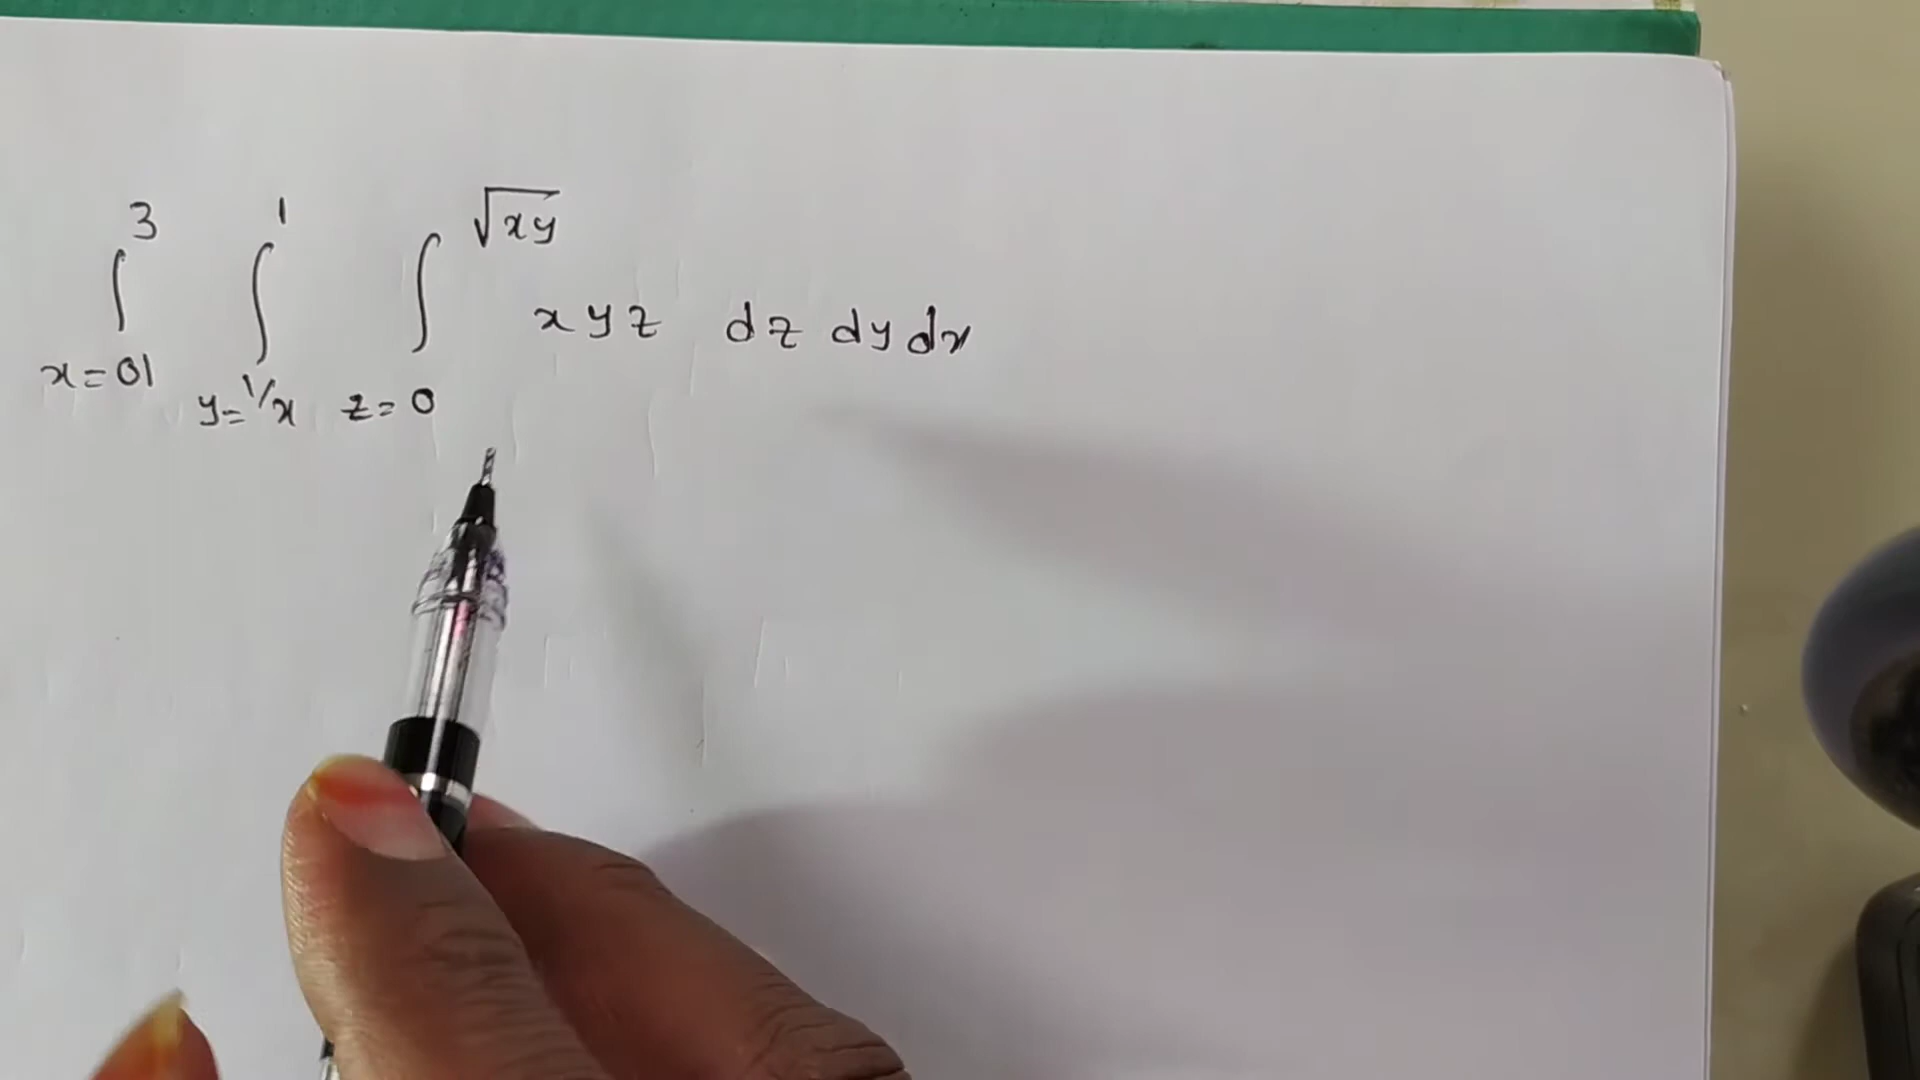 ∫_{x=01}^{3} ∫_{y=1/x}^{1} ∫_{z=0}^{√xy} xyz dz dy dx